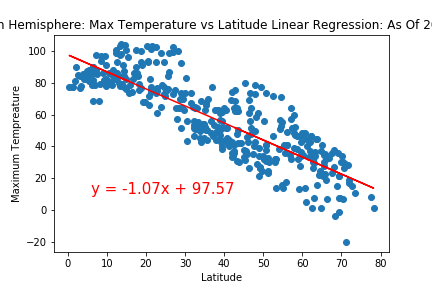 Hemisphere: Max Temperature vs Latitude Linear Regression: As Of
100
80
60
40
20
0
−20
Maximum Tempreature
y = -1.07x + 97.57
0 10 20 30 40 50 60 70 80
Latitude